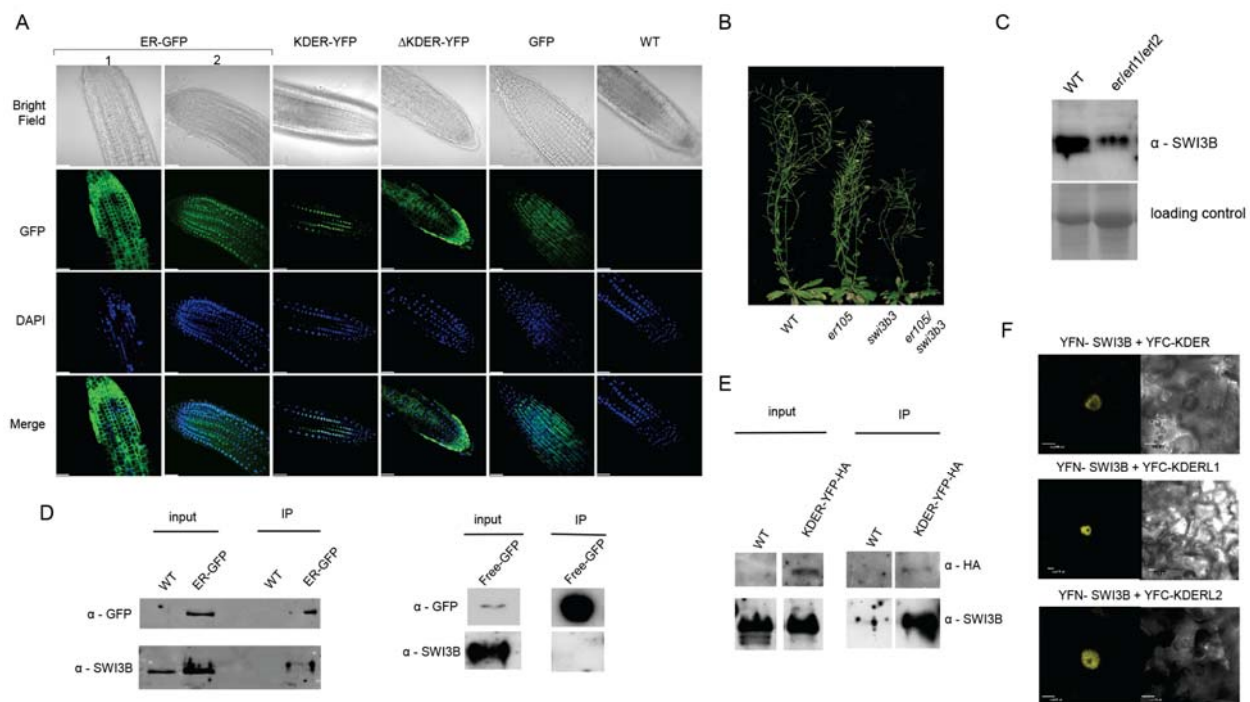 A
ER-GFP
KDER-YFP
ΔKDER-YFP
GFP
WT
1
2
Bright
Field
GFP
DAPI
Merge
B
WT
er105
swi3b3
er105/
swi3b3
C
WT
er/erl1/erl2
α - SWI3B
loading control
D
input
IP
WT
ER-GFP
WT
ER-GFP
α - GFP
α - SWI3B
input
IP
Free-GFP
Free-GFP
α - GFP
α - SWI3B
E
input
IP
WT
KDER-YFP-HA
WT
KDER-YFP-HA
α - HA
α - SWI3B
F
YFN- SWI3B + YFC-KDER
YFN- SWI3B + YFC-KDERL1
YFN- SWI3B + YFC-KDERL2